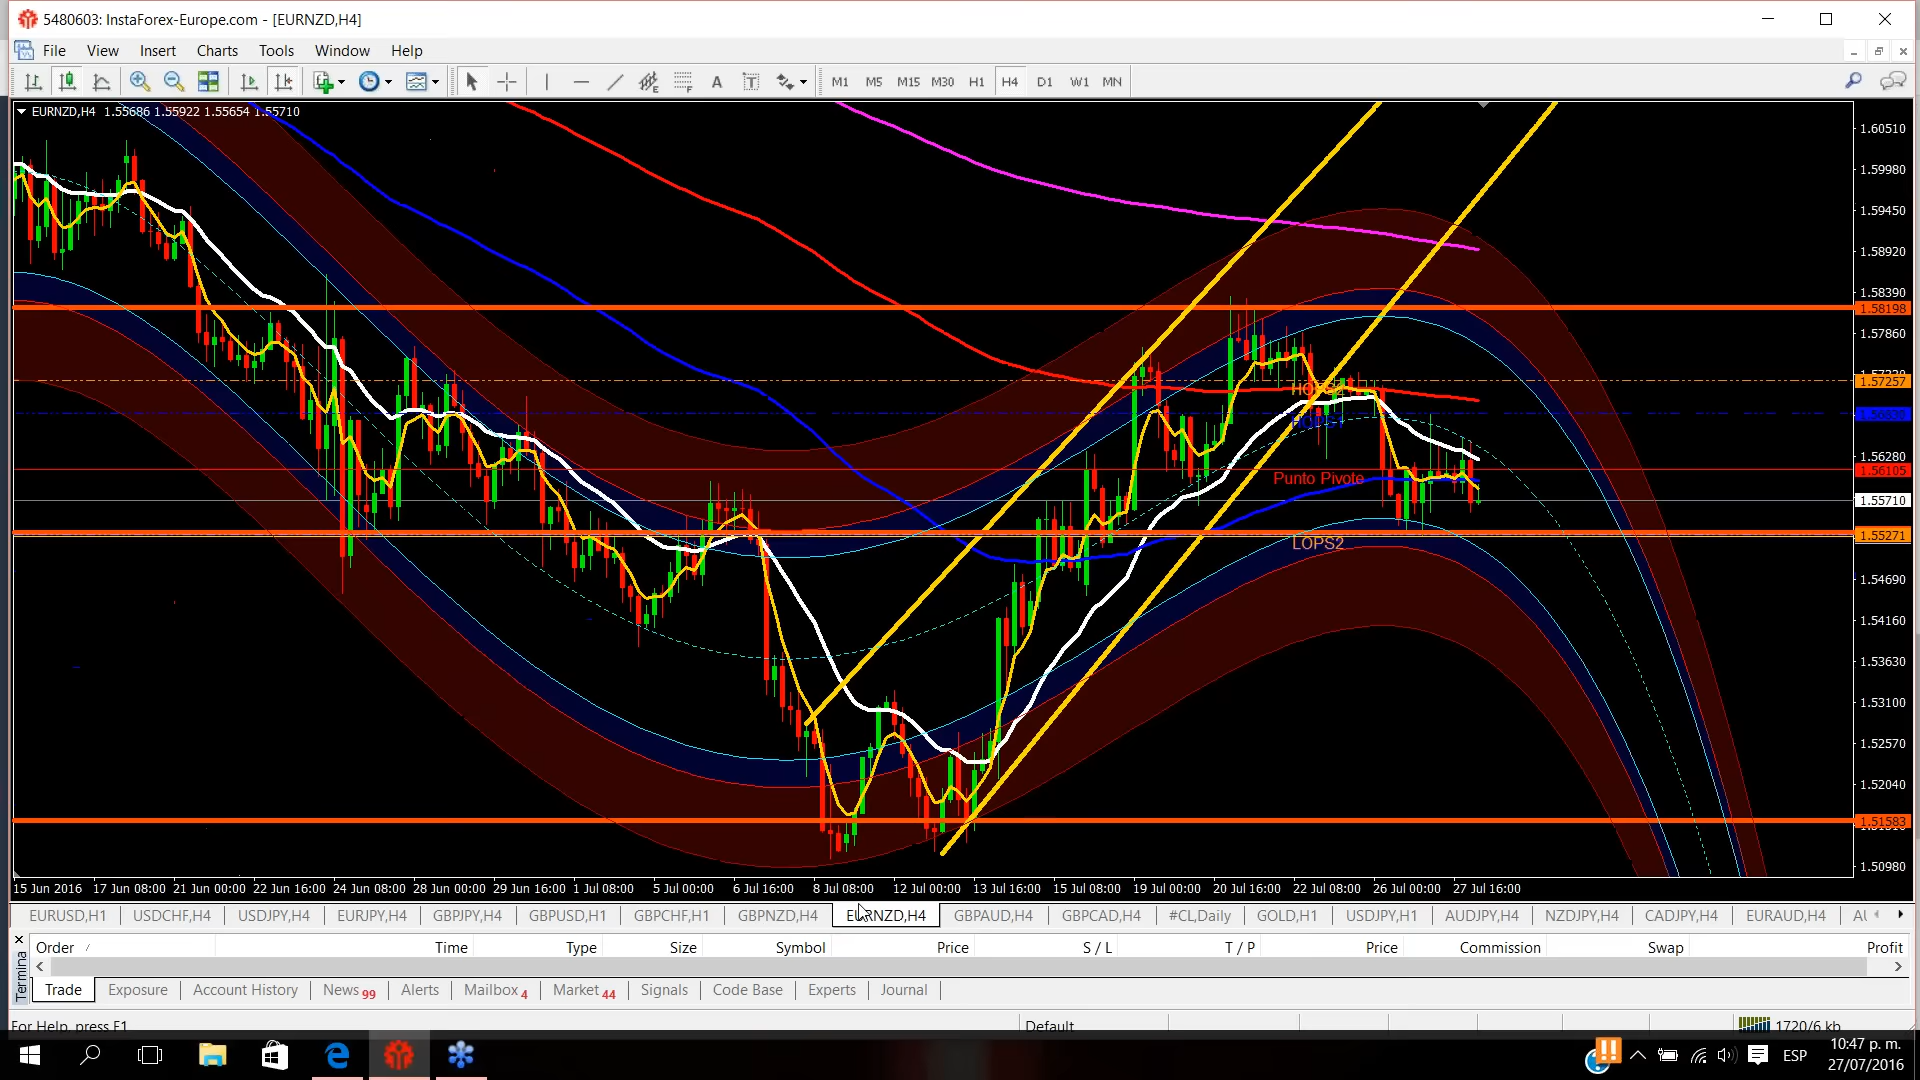 5480603: InstaForex-Europe.com - [EURNZD,H4]
File View Insert Charts Tools Window Help
A T M1 M5 M15 M30 H1 H4 D1 W1 MN
EURNZD,H4 1.55686 1.55922 1.55654 1.55710
1.60510
1.59980
1.59450
1.58920
1.58390
1.58198
1.57860
1.57257
HOPS1
1.56280
1.56105
Punto Pivote
1.55710
1.55271
LOPS2
1.54690
1.54160
1.53630
1.53100
1.52570
1.52040
1.51583
1.50980
15 Jun 2016 17 Jun 08:00 21 Jun 00:00 22 Jun 16:00 24 Jun 08:00 28 Jun 00:00 29 Jun 16:00 1 Jul 08:00 5 Jul 00:00 6 Jul 16:00 8 Jul 08:00 12 Jul 00:00 13 Jul 16:00 15 Jul 08:00 19 Jul 00:00 20 Jul 16:00 22 Jul 08:00 26 Jul 00:00 27 Jul 16:00
EURUSD,H1 USDCHF,H4 USDJPY,H4 EURJPY,H4 GBPJPY,H4 GBPUSD,H1 GBPCHF,H1 GBPNZD,H4 EURNZD,H4 GBPAUD,H4 GBPCAD,H4 #CL,Daily GOLD,H1 USDJPY,H1 AUDJPY,H4 NZDJPY,H4 CADJPY,H4 EURAUD,H4
Order Time Type Size Symbol Price S / L T / P Price Commission Swap Profit
Termina
Trade Exposure Account History News 99 Alerts Mailbox 4 Market 44 Signals Code Base Experts Journal
For Help, press F1 Default 1720/6 kb
ESP
10:47 p. m.
27/07/2016